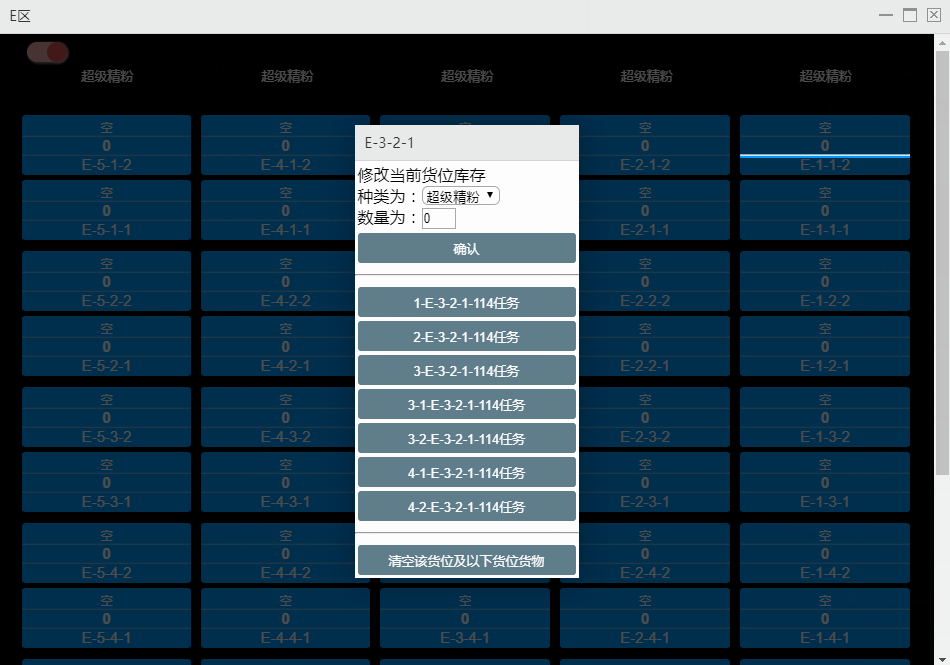 E区
超级精粉 超级精粉 超级精粉 超级精粉 超级精粉
空 空 空 空
0 0 0 0
E-5-1-2 E-4-1-2 E-2-1-2 E-1-1-2
空 空 空 空
0 0 0 0
E-5-1-1 E-4-1-1 E-2-1-1 E-1-1-1
空 空 空 空
0 0 0 0
E-5-2-2 E-4-2-2 E-2-2-2 E-1-2-2
空 空 空 空
0 0 0 0
E-5-2-1 E-4-2-1 E-2-2-1 E-1-2-1
空 空 空 空
0 0 0 0
E-5-3-2 E-4-3-2 E-2-3-2 E-1-3-2
空 空 空 空
0 0 0 0
E-5-3-1 E-4-3-1 E-2-3-1 E-1-3-1
空 空 空 空
0 0 0 0
E-5-4-2 E-4-4-2 E-2-4-2 E-1-4-2
空 空 空 空 空
0 0 0 0 0
E-5-4-1 E-4-4-1 E-3-4-1 E-2-4-1 E-1-4-1
E-3-2-1
修改当前货位库存
种类为：超级精粉
数量为：0
确认
1-E-3-2-1-114任务
2-E-3-2-1-114任务
3-E-3-2-1-114任务
3-1-E-3-2-1-114任务
3-2-E-3-2-1-114任务
4-1-E-3-2-1-114任务
4-2-E-3-2-1-114任务
清空该货位及以下货位货物